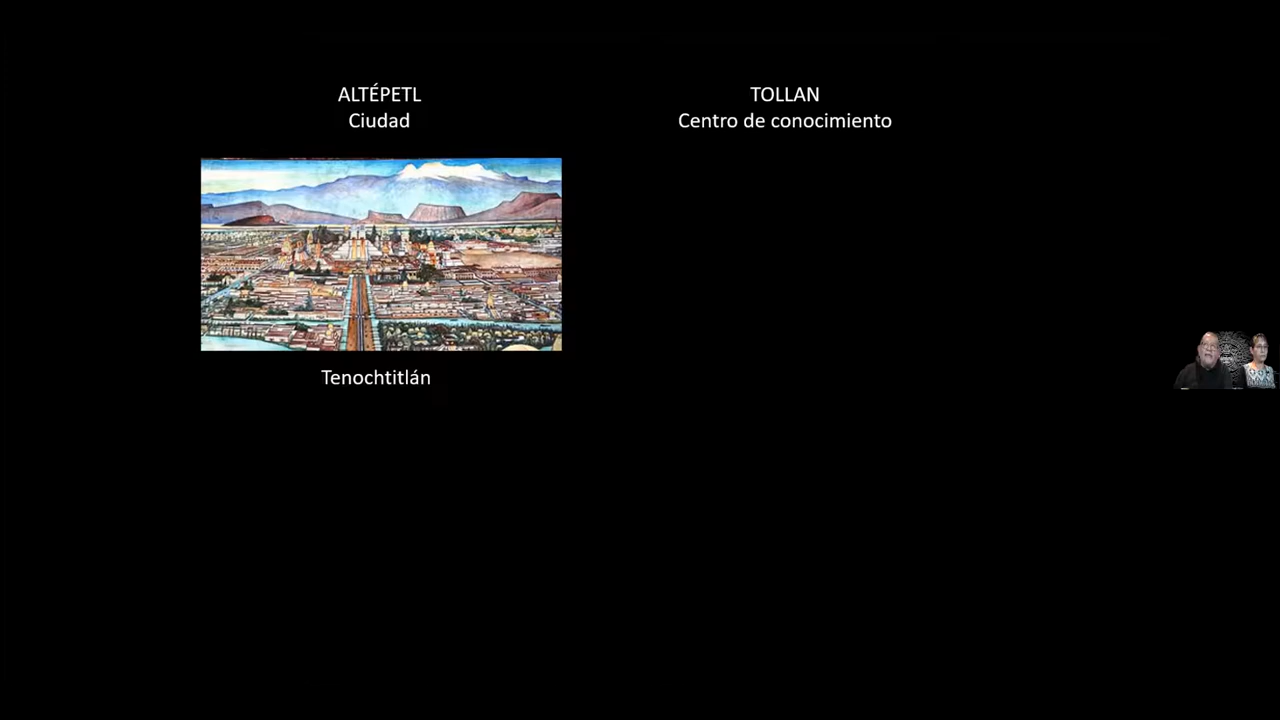 ALTÉPETL
Ciudad
TOLLAN
Centro de conocimiento
Tenochtitlán